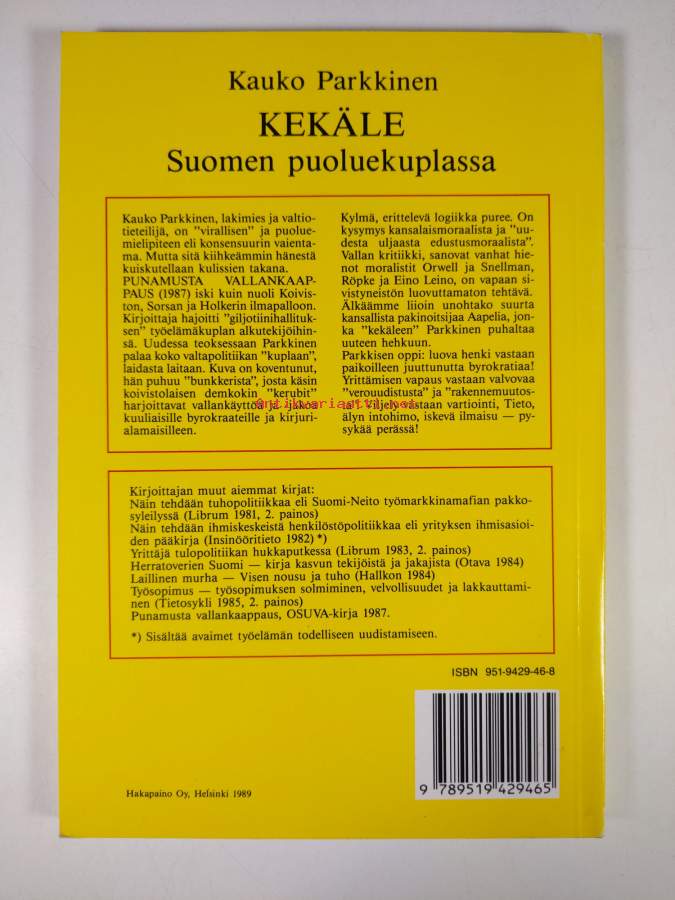 Kauko Parkkinen
KEKÄLE
Suomen puoluekuplassa
Kauko Parkkinen, lakimies ja valtio-
tieteilijä, on "virallisen" ja puolue-
mielipiteen eli konsensuurin vaienta-
ma. Mutta sitä kiihkeämmin hänestä
kuiskutellaan kulissien takana.
PUNAMUSTA VALLANKAAP-
PAUS (1987) iski kuin nuoli Koivis-
ton, Sorsan ja Holkerin ilmapalloon.
Kirjoittaja hajoitti "giljotiinihallituk-
sen" työelämäkuplan alkutekijöihin-
sä. Uudessa teoksessaan Parkkinen
palaa koko valtapolitiikan "kuplaan",
laidasta laitaan. Kuva on koventunut,
hän puhuu "bunkkerista", josta käsin
koivistolaisen demkokin "kerubit"
harjoittavat vallankäyttöä ja -jakoa
kuuliaisille byrokraateille ja kirjuri-
alamaisilleen.
Kylmä, erittelevä logiikka puree. On
kysymys kansalaismoraalista ja "uu-
desta uljaasta edustusmoraalista".
Vallan kritiikki, sanovat vanhat hie-
not moralistit Orwell ja Snellman,
Röpke ja Eino Leino, on vapaan si-
vistyneistön luovuttamaton tehtävä.
Älkäämme liioin unohtako suurta
kansallista pakinoitsijaa Aapelia, jon-
ka "kekäleen" Parkkinen puhaltaa
uuteen hehkuun.
Parkkisen oppi: luova henki vastaan
paikoilleen juuttunutta byrokratiaa!
Yrittämisen vapaus vastaan valvovaa
"verouudistusta" ja "rakennemuutos-
ta"! Viljely vastaan vartiointi, Tieto,
älyn intohimo, iskevä ilmaisu — py-
sykää perässä!
Antikvariaatti.net
Kirjoittajan muut aiemmat kirjat:
Näin tehdään tuhopolitiikkaa eli Suomi-Neito työmarkkinamafian pakko-
syleilyssä (Librum 1981, 2. painos)
Näin tehdään ihmiskeskeistä henkilöstöpolitiikkaa eli yrityksen ihmisasioi-
den pääkirja (Insinööritieto 1982) *)
Yrittäjä tulopolitiikan hukkaputkessa (Librum 1983, 2. painos)
Herratoverien Suomi — kirja kasvun tekijöistä ja jakajista (Otava 1984)
Laillinen murha — Visen nousu ja tuho (Hallkon 1984)
Työsopimus — työsopimuksen solmiminen, velvollisuudet ja lakkauttami-
nen (Tietosykli 1985, 2. painos)
Punamusta vallankaappaus, OSUVA-kirja 1987.
*) Sisältää avaimet työelämän todelliseen uudistamiseen.
ISBN 951-9429-46-8
9 789519 429465
Hakapaino Oy, Helsinki 1989